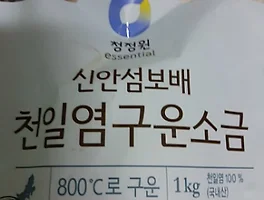 청정원
essential
신안섬보배
천일염구운소금
800℃로 구운
1kg
천일염 100%
(국내산)